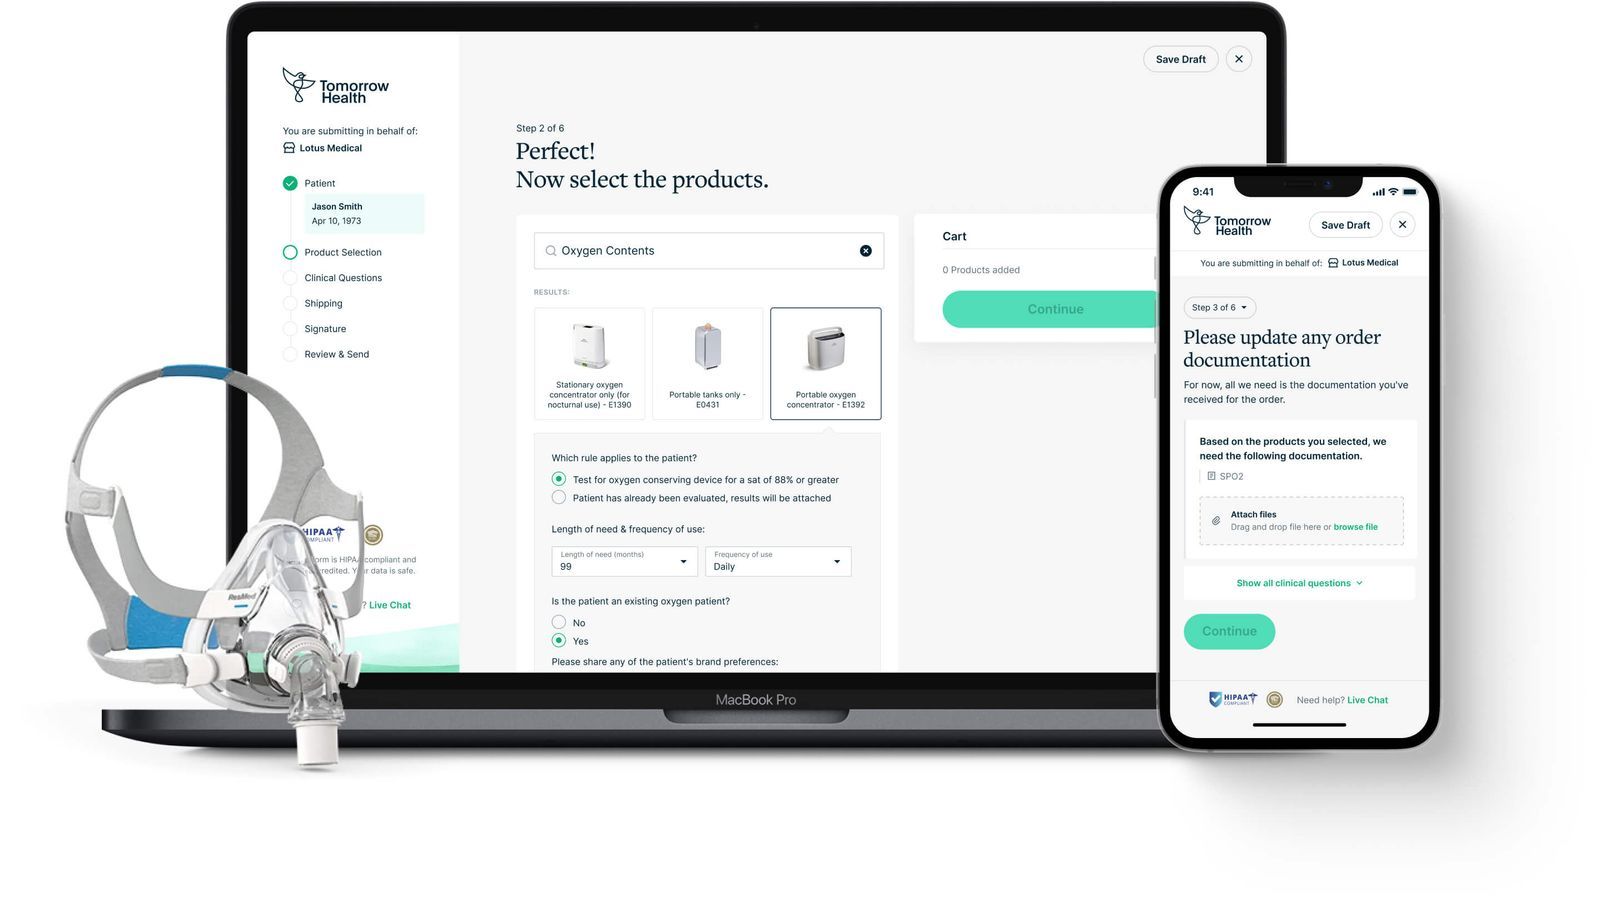 Save Draft
Tomorrow
Health
You are submitting in behalf of:
Lotus Medical
Patient
Jason Smith
Apr 10, 1973
Product Selection
Clinical Questions
Shipping
Signature
Review & Send
HIPAA
COMPLIANT
form is HIPAA compliant and
redited. Your data is safe.
? Live Chat
Step 2 of 6
Perfect!
Now select the products.
Oxygen Contents
RESULTS:
Stationary oxygen
concentrator only (for
nocturnal use) - E1390
Portable tanks only -
E0431
Portable oxygen
concentrator - E1392
Which rule applies to the patient?
Test for oxygen conserving device for a sat of 88% or greater
Patient has already been evaluated, results will be attached
Length of need & frequency of use:
Length of need (months)
99
Frequency of use
Daily
Is the patient an existing oxygen patient?
No
Yes
Please share any of the patient's brand preferences:
Cart
0 Products added
Continue
MacBook Pro
ResMed
9:41
Tomorrow
Health
Save Draft
You are submitting in behalf of: Lotus Medical
Step 3 of 6
Please update any order
documentation
For now, all we need is the documentation you've
received for the order.
Based on the products you selected, we
need the following documentation.
SPO2
Attach files
Drag and drop file here or browse file
Show all clinical questions
Continue
HIPAA
COMPLIANT
Need help? Live Chat